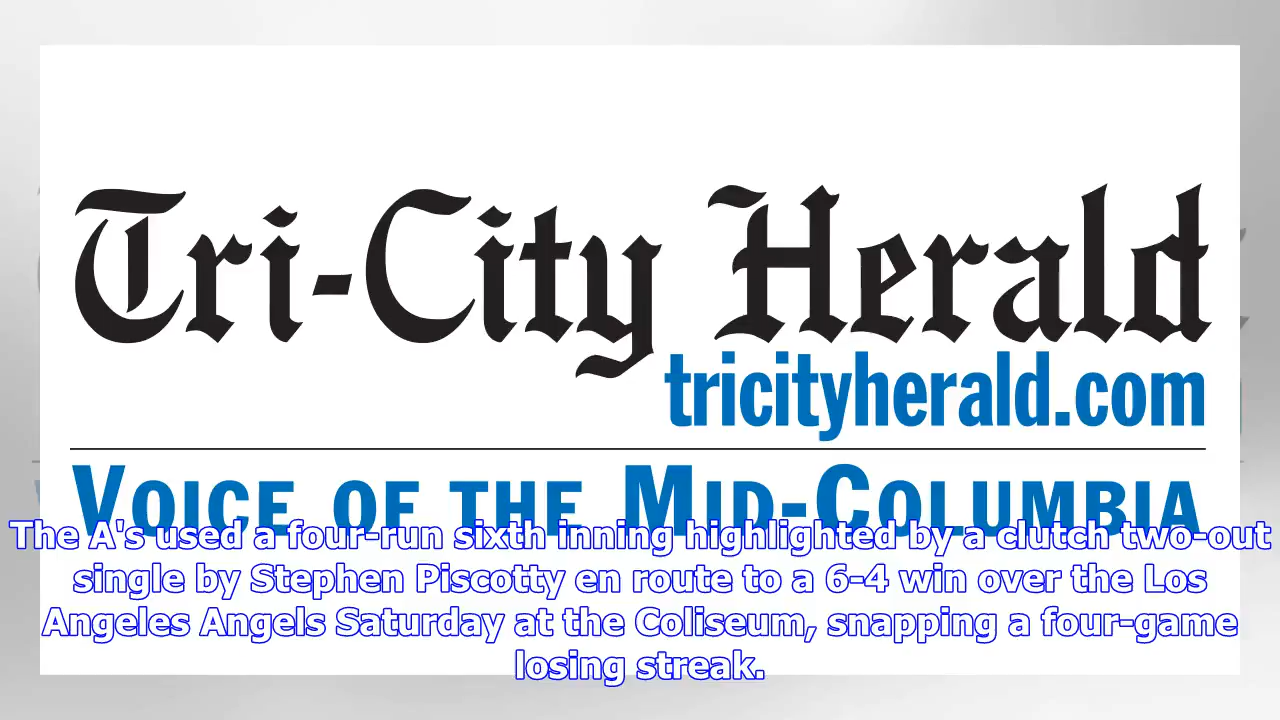 Tri-City Herald
tricityherald.com
VOICE OF THE MID-COLUMBIA
The A's used a four-run sixth inning highlighted by a clutch two-out
single by Stephen Piscotty en route to a 6-4 win over the Los
Angeles Angels Saturday at the Coliseum, snapping a four-game
losing streak.